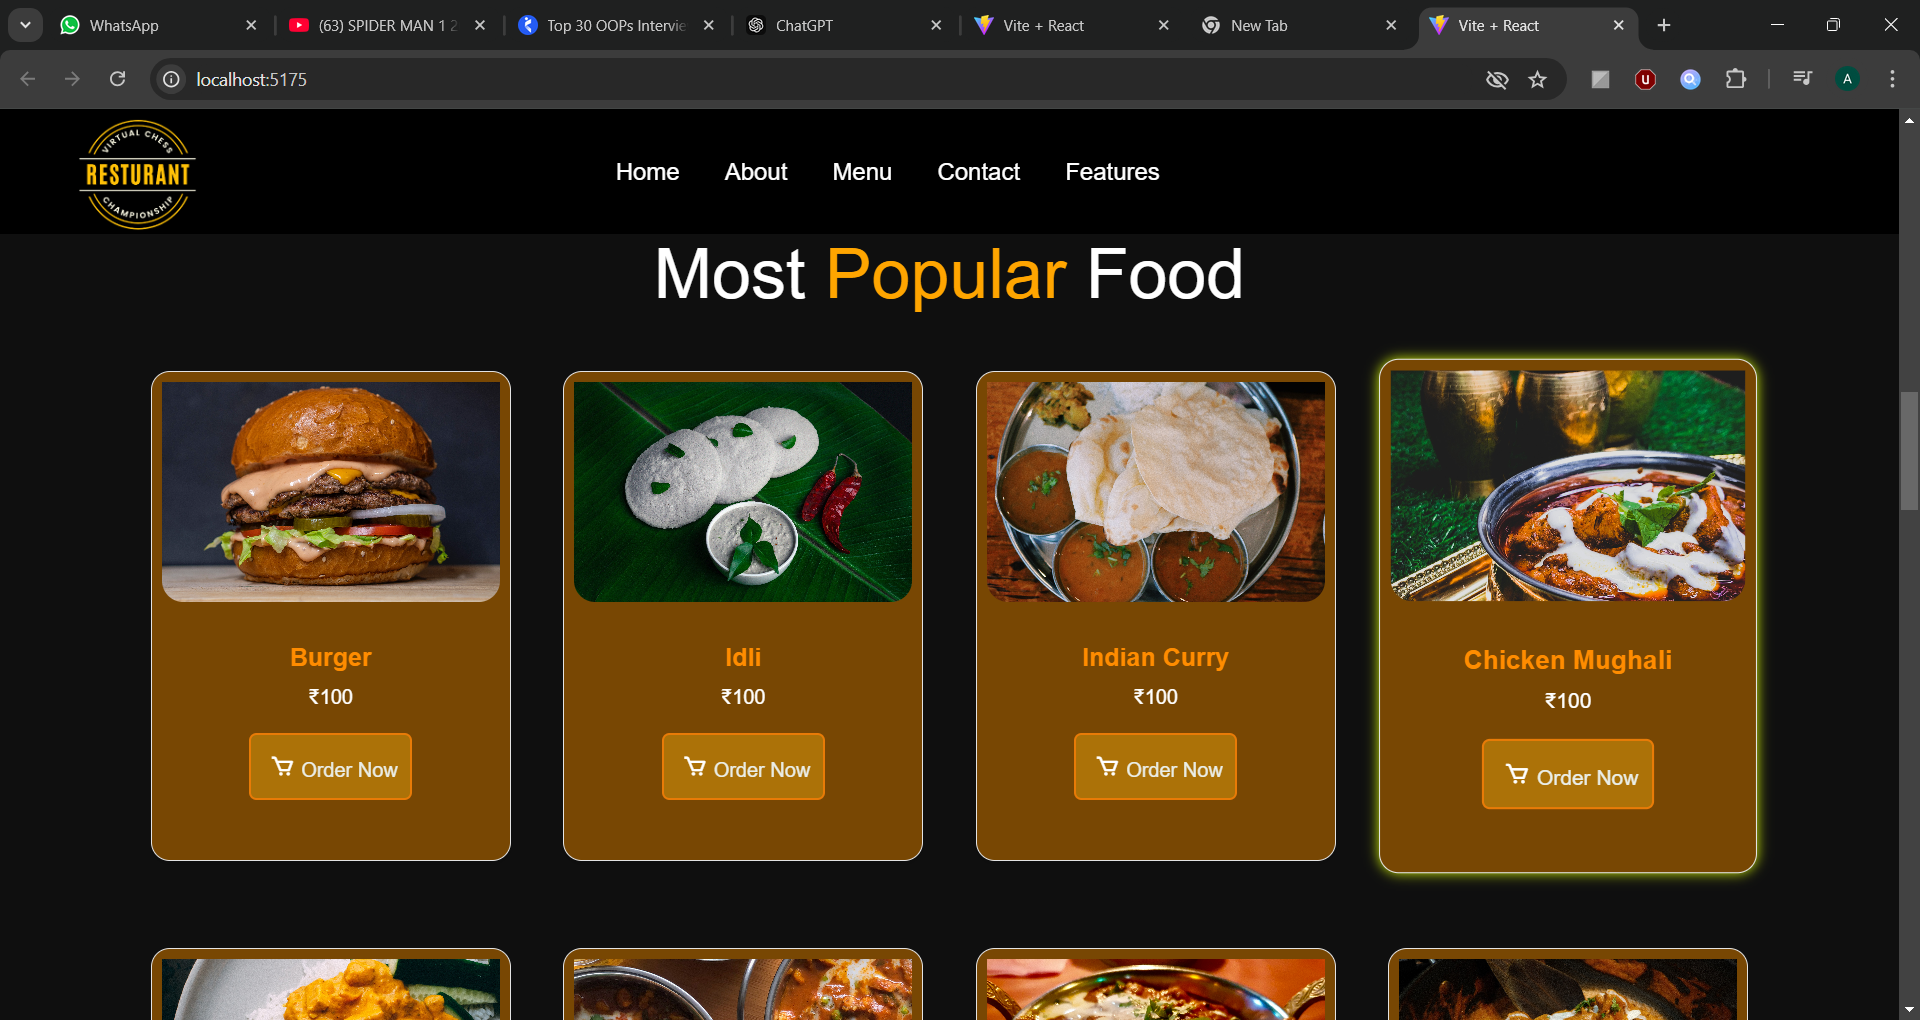 WhatsApp
(63) SPIDER MAN 1 2
Top 30 OOPs Intervie
ChatGPT
Vite + React
New Tab
Vite + React
localhost:5175
u
A
VIRTUAL CHESS
RESTURANT
CHAMPIONSHIP
Home
About
Menu
Contact
Features
Most Popular Food
Burger
₹100
Order Now
Idli
₹100
Order Now
Indian Curry
₹100
Order Now
Chicken Mughali
₹100
Order Now